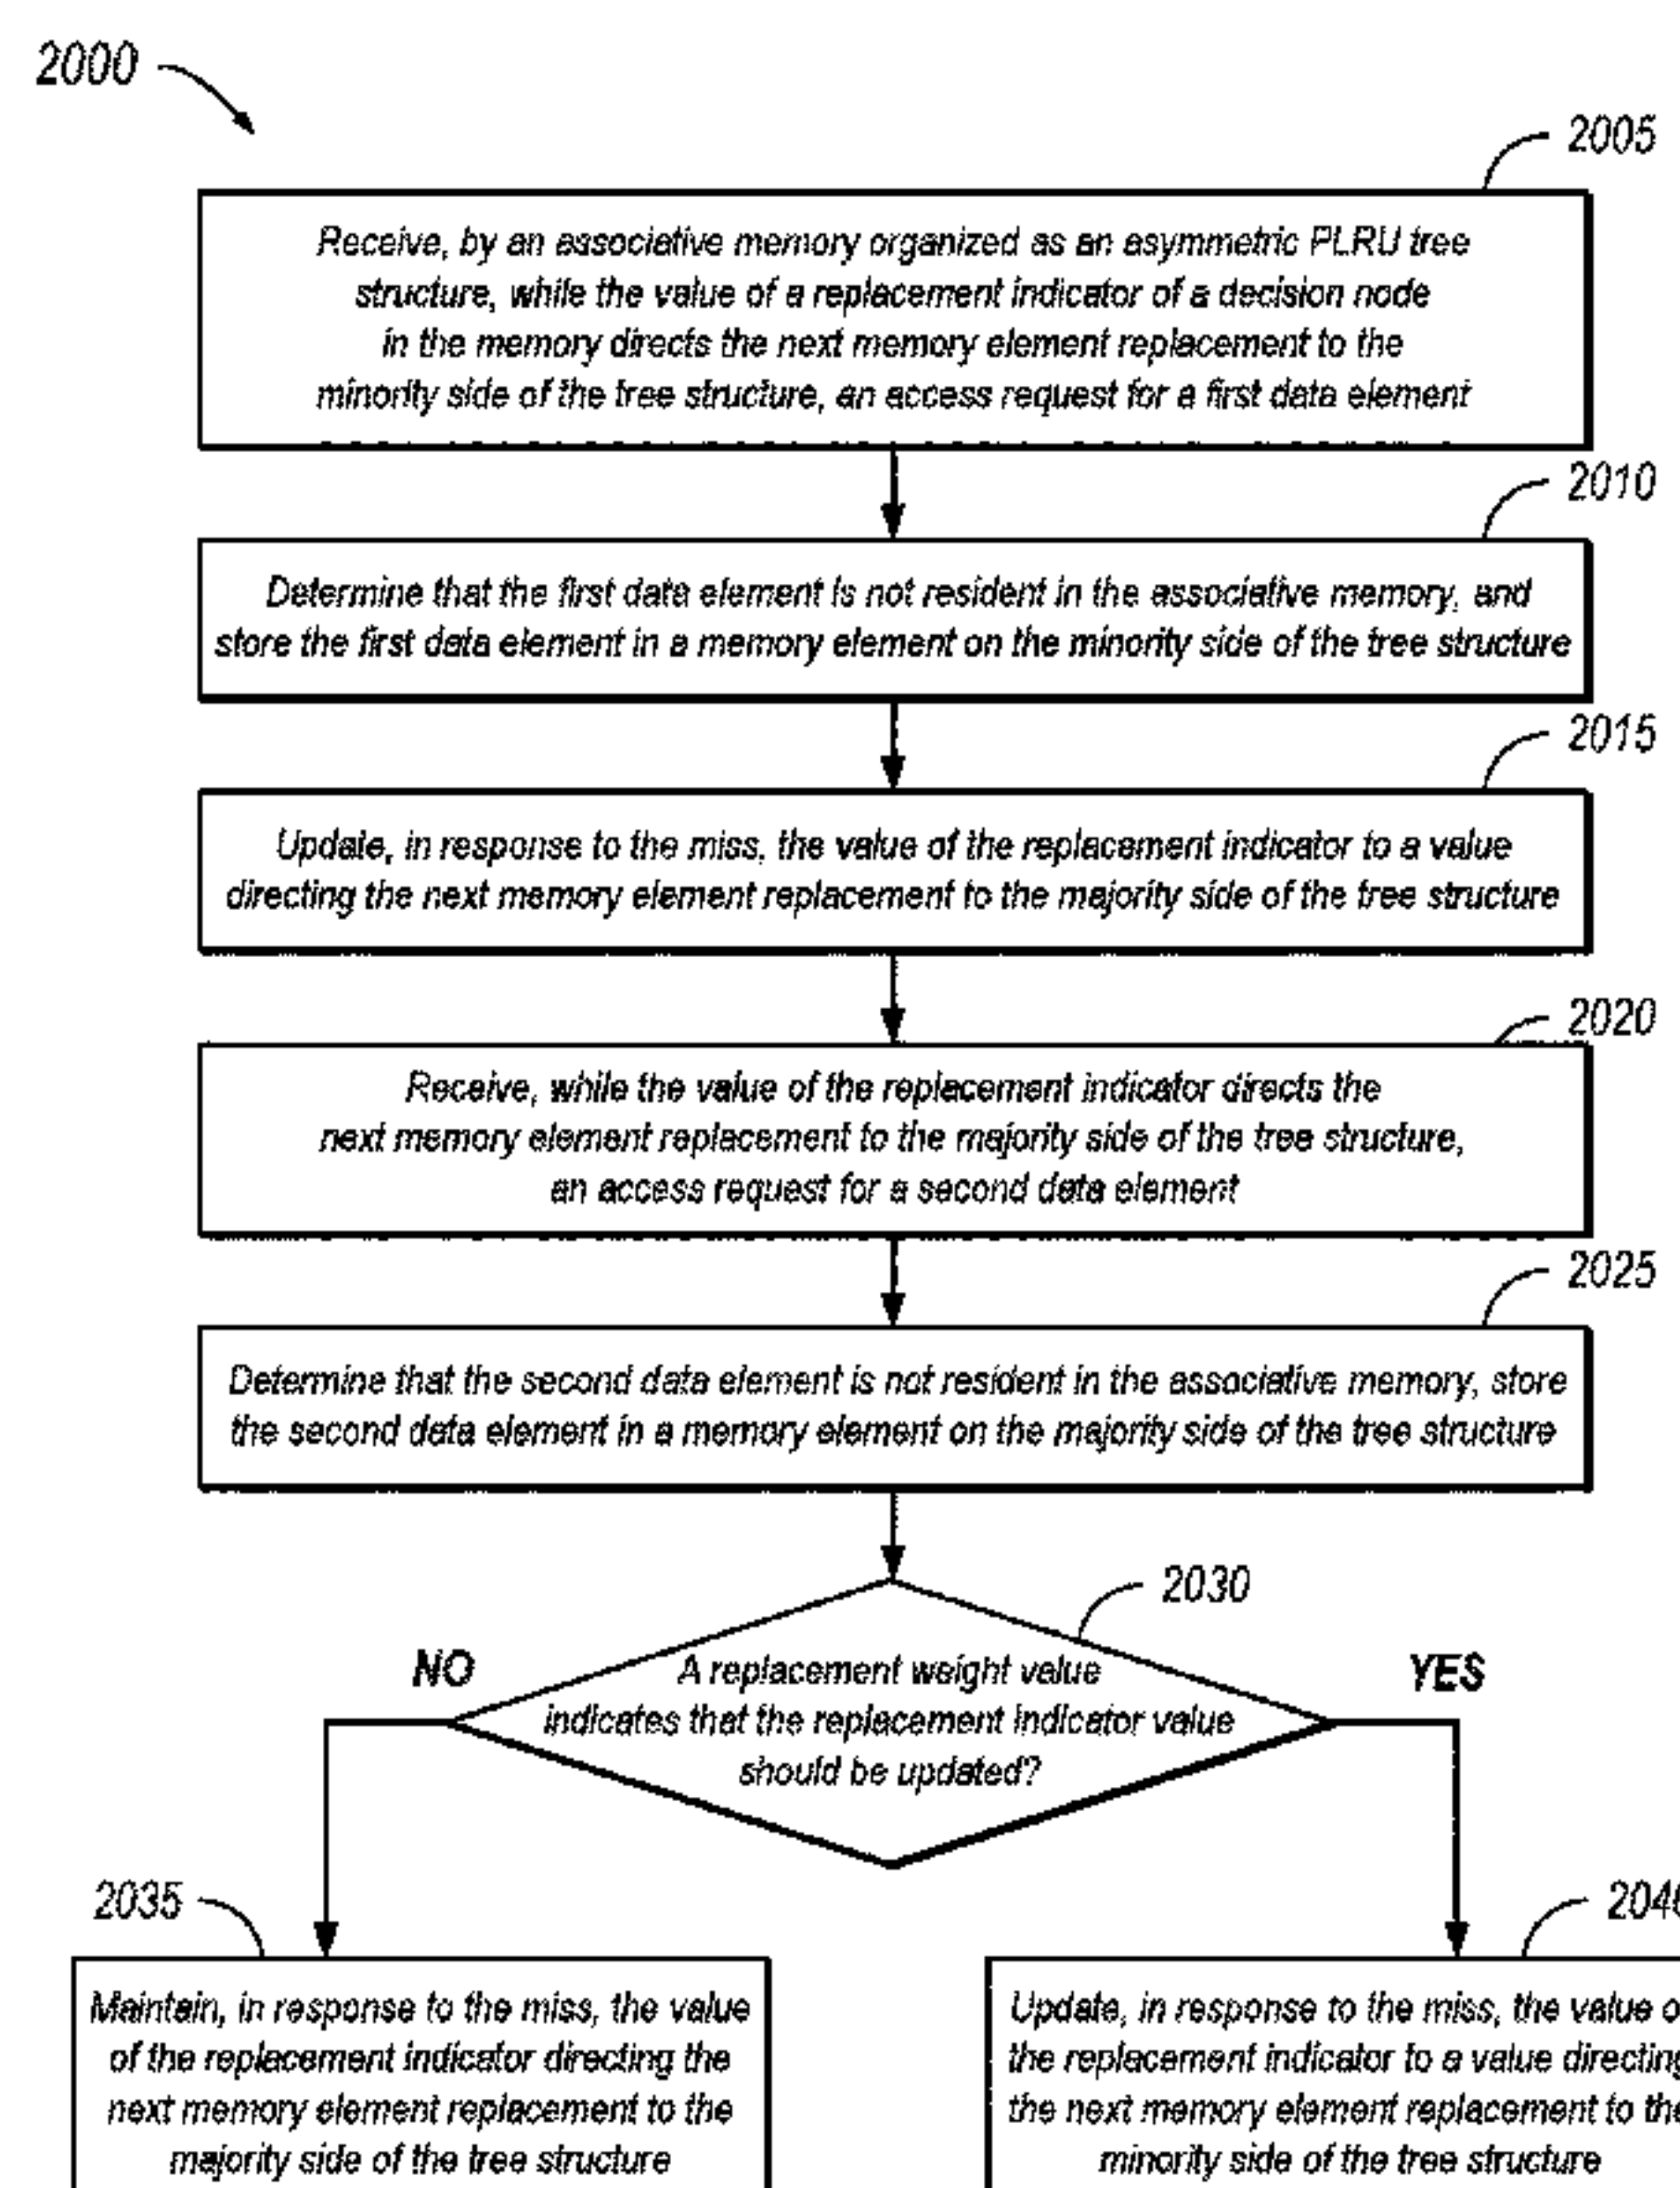 2000
2005
Receive, by an associative memory organized as an asymmetric PLRU tree
structure, while the value of a replacement indicator of a decision node
in the memory directs the next memory element replacement to the
minority side of the tree structure, an access request for a first data element
2010
Determine that the first data element is not resident in the associative memory, and
store the first data element in a memory element on the minority side of the tree structure
2015
Update, in response to the miss, the value of the replacement indicator to a value
directing the next memory element replacement to the majority side of the tree structure
2020
Receive, while the value of the replacement indicator directs the
next memory element replacement to the majority side of the tree structure,
an access request for a second data element
2025
Determine that the second data element is not resident in the associative memory, store
the second data element in a memory element on the majority side of the tree structure
2030
NO
YES
A replacement weight value
indicates that the replacement indicator value
should be updated?
2035
Maintain, in response to the miss, the value
of the replacement indicator directing the
next memory element replacement to the
majority side of the tree structure
Update, in response to the miss, the value
the replacement indicator to a value directing
the next memory element replacement to the
minority side of the tree structure